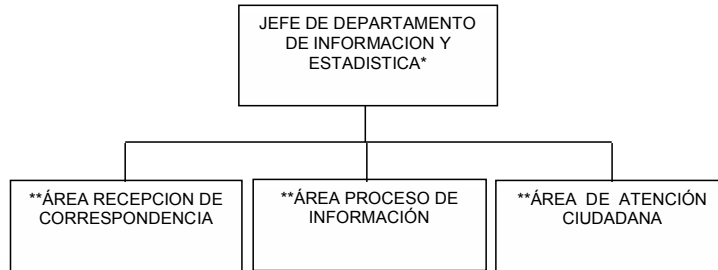 JEFE DE DEPARTAMENTO
DE INFORMACION Y
ESTADISTICA*
**ÁREA RECEPCION DE
CORRESPONDENCIA
**ÁREA PROCESO DE
INFORMACIÓN
**ÁREA DE ATENCIÓN
CIUDADANA